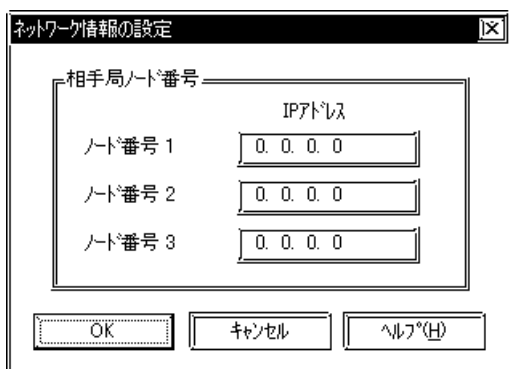 ネットワーク情報の設定
相手局ノード番号
IPアドレス
ノード番号 1 0. 0. 0. 0
ノード番号 2 0. 0. 0. 0
ノード番号 3 0. 0. 0. 0
OK キャンセル ヘルプ(H)